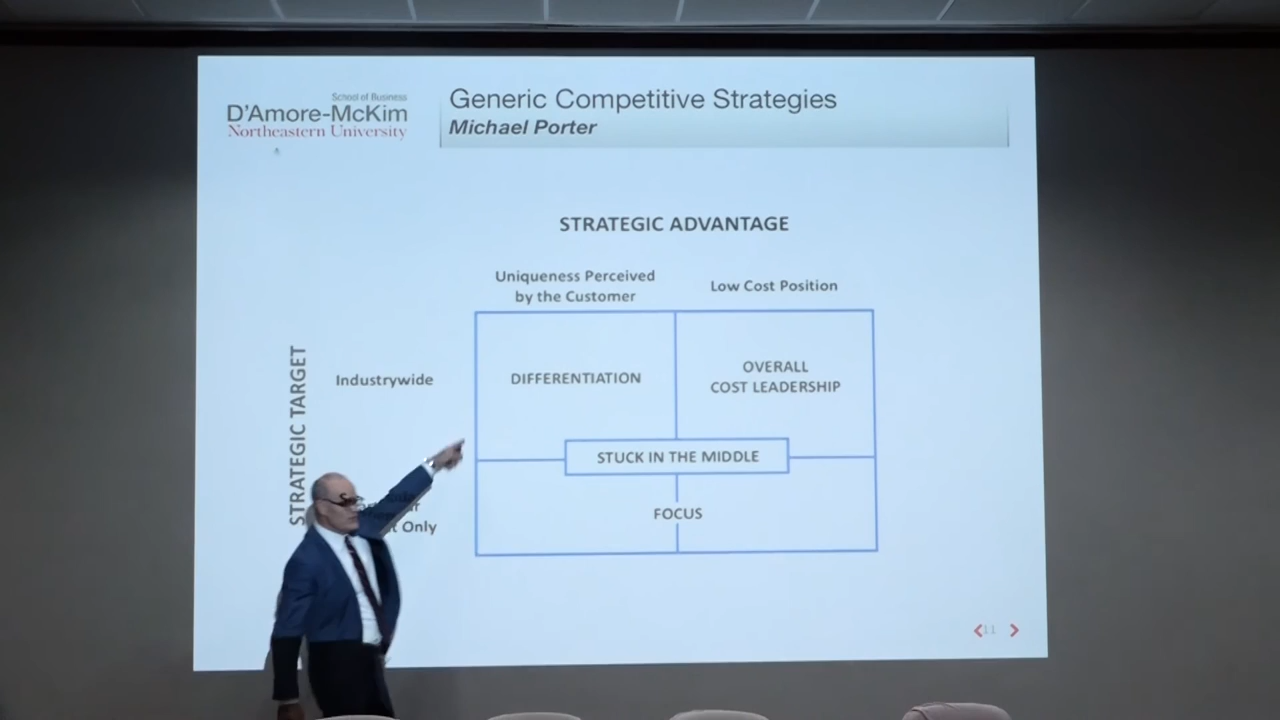 School of Business
D'Amore-McKim
Northeastern University
Generic Competitive Strategies
Michael Porter
STRATEGIC ADVANTAGE
Uniqueness Perceived
by the Customer
Low Cost Position
STRATEGIC TARGET
Industrywide
DIFFERENTIATION
OVERALL
COST LEADERSHIP
STUCK IN THE MIDDLE
Only
FOCUS
11